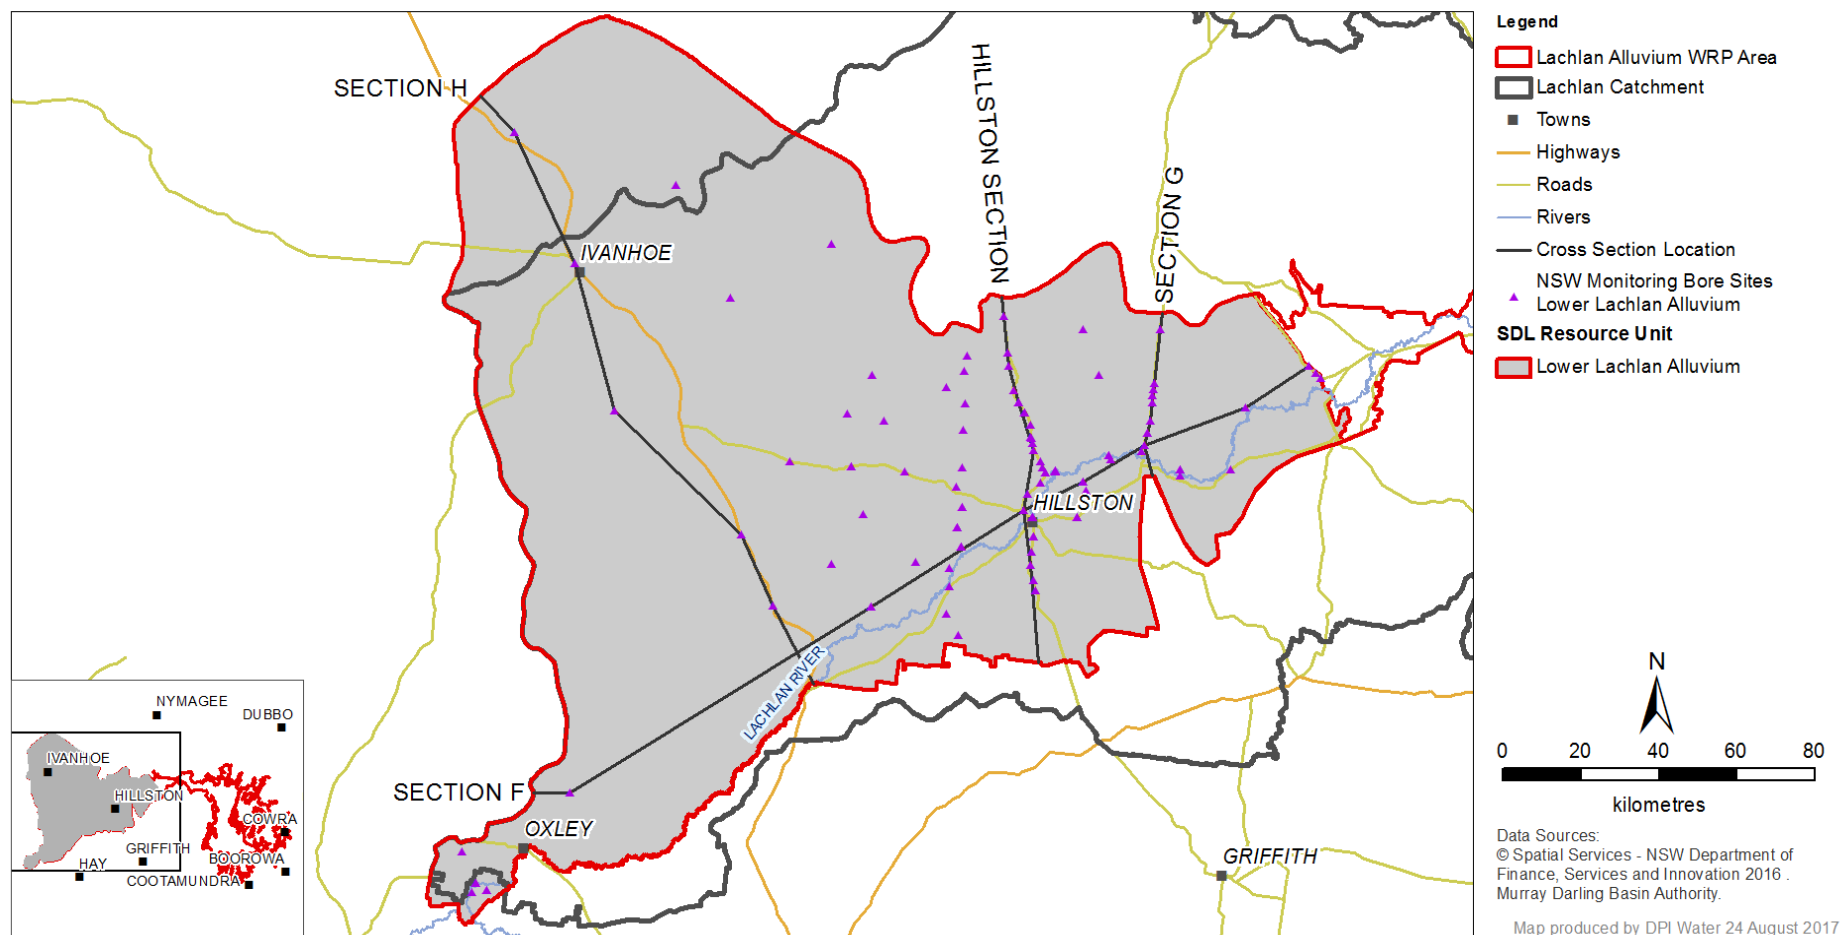 SECTION H
HILLSTON SECTION
SECTION G
IVANHOE
HILLSTON
LACHLAN RIVER
SECTION F
OXLEY
GRIFFITH
NYMAGEE
DUBBO
IVANHOE
HILLSTON
COWRA
GRIFFITH
BOOROWA
HAY
COOTAMUNDRA
Legend
Lachlan Alluvium WRP Area
Lachlan Catchment
Towns
Highways
Roads
Rivers
Cross Section Location
NSW Monitoring Bore Sites
Lower Lachlan Alluvium
SDL Resource Unit
Lower Lachlan Alluvium
N
0 20 40 60 80
kilometres
Data Sources:
© Spatial Services - NSW Department of
Finance, Services and Innovation 2016 .
Murray Darling Basin Authority.
Map produced by DPI Water 24 August 2017